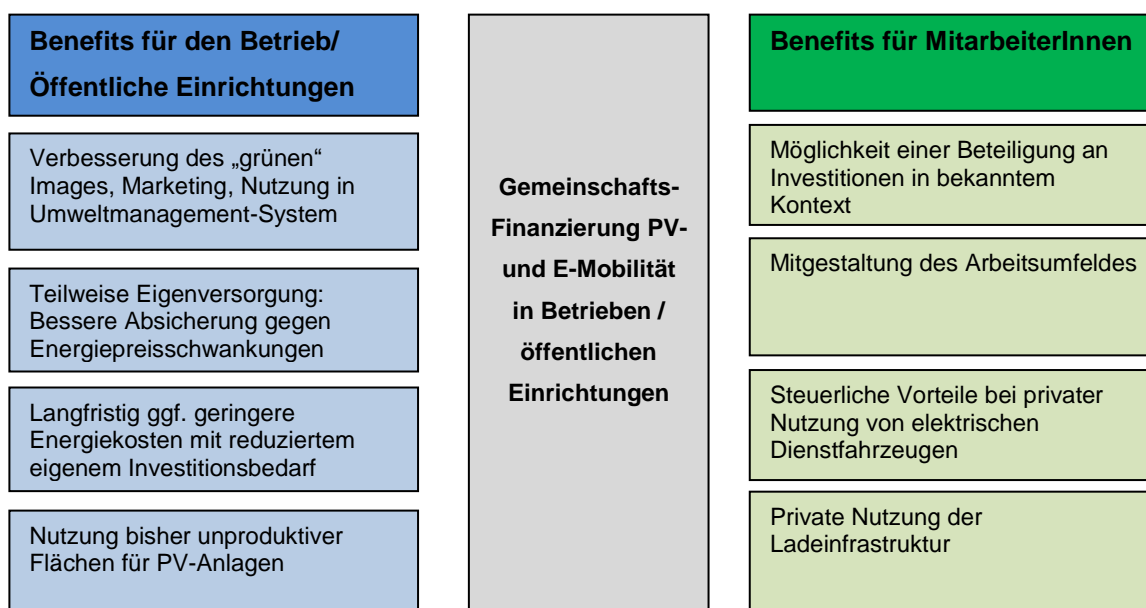 Benefits für den Betrieb/
Öffentliche Einrichtungen
Verbesserung des „grünen“
Images, Marketing, Nutzung in
Umweltmanagement-System
Teilweise Eigenversorgung:
Bessere Absicherung gegen
Energiepreisschwankungen
Langfristig ggf. geringere
Energiekosten mit reduziertem
eigenem Investitionsbedarf
Nutzung bisher unproduktiver
Flächen für PV-Anlagen
Gemeinschafts-
Finanzierung PV-
und E-Mobilität
in Betrieben /
öffentlichen
Einrichtungen
Benefits für MitarbeiterInnen
Möglichkeit einer Beteiligung an
Investitionen in bekanntem
Kontext
Mitgestaltung des Arbeitsumfeldes
Steuerliche Vorteile bei privater
Nutzung von elektrischen
Dienstfahrzeugen
Private Nutzung der
Ladeinfrastruktur